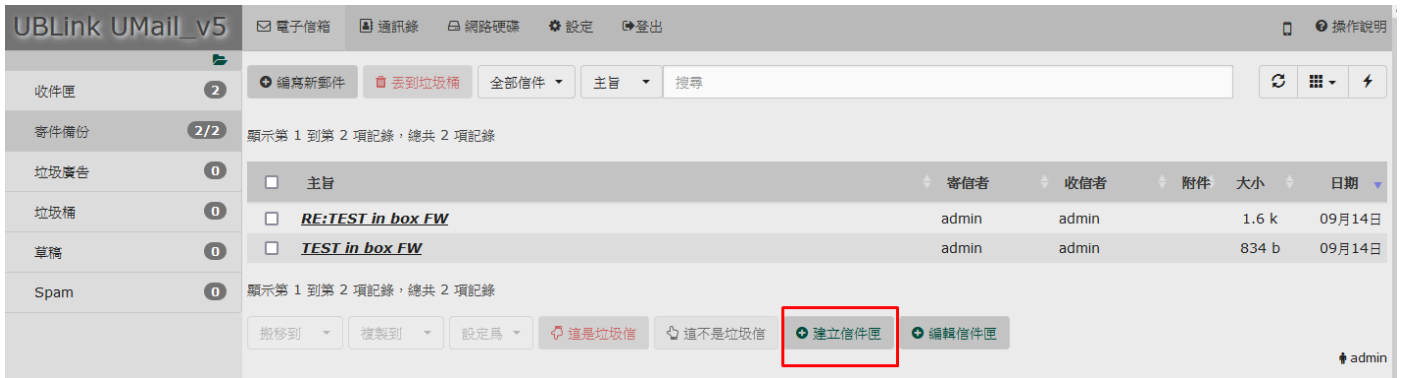 UBLink UMail_v5 電子信箱 通訊錄 網路硬碟 設定 登出 操作說明
收件匣 2
寄件備份 2/2
垃圾廣告 0
垃圾桶 0
草稿 0
Spam 0
編寫新郵件 丟到垃圾桶 全部信件 主旨 搜尋
顯示第 1 到第 2 項記錄，總共 2 項記錄
主旨 寄信者 收信者 附件 大小 日期
RE:TEST in box FW admin admin 1.6 k 09月14日
TEST in box FW admin admin 834 b 09月14日
顯示第 1 到第 2 項記錄，總共 2 項記錄
搬移到 複製到 設定為 這是垃圾信 這不是垃圾信 建立信件匣 編輯信件匣
admin